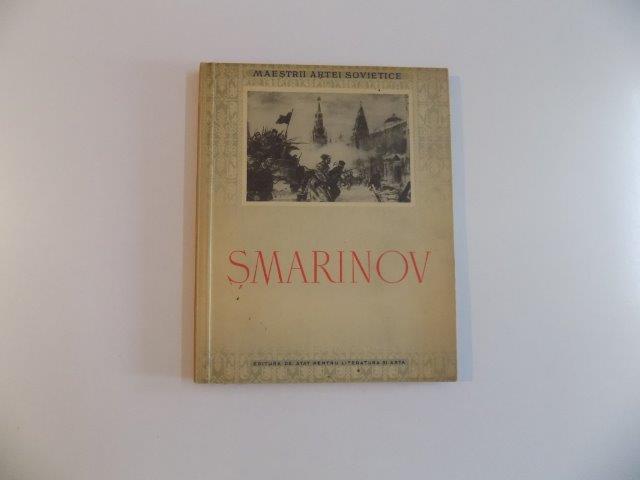 MAEȘTRII ARTEI SOVIETICE
ȘMARINOV
EDITURA DE STAT PENTRU LITERATURĂ ȘI ARTĂ